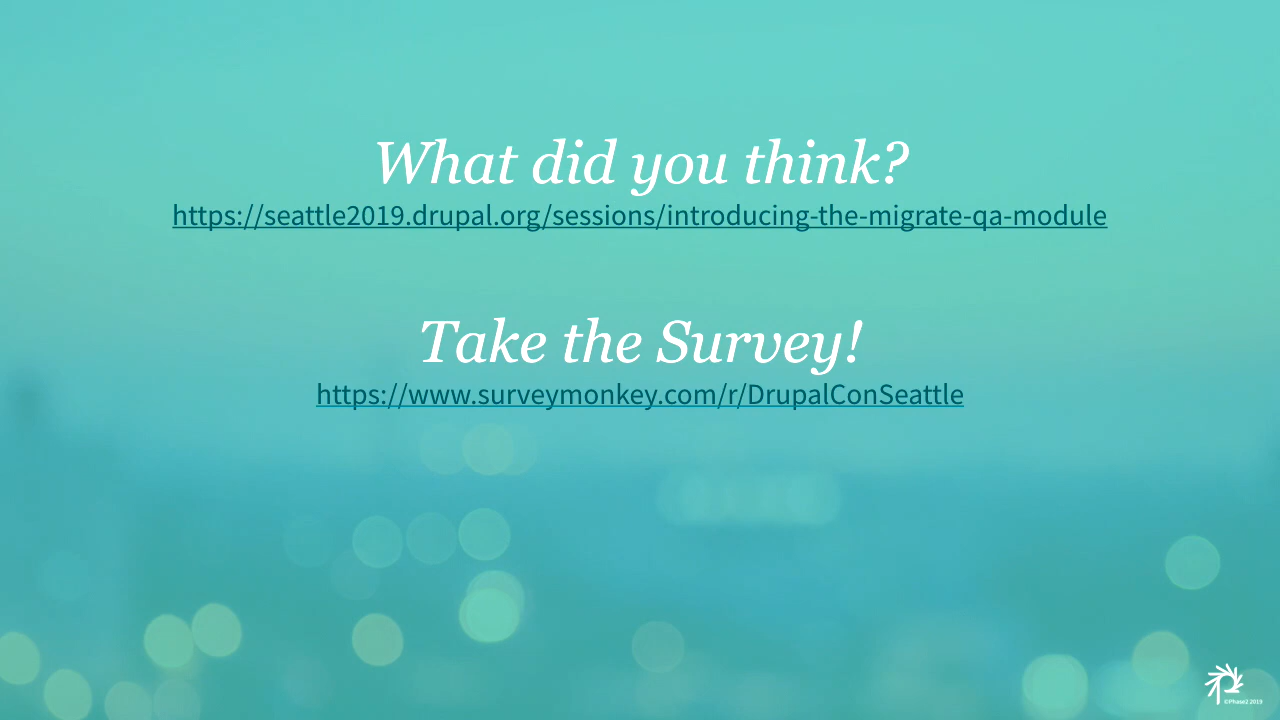 What did you think?
https://seattle2019.drupal.org/sessions/introducing-the-migrate-qa-module
Take the Survey!
https://www.surveymonkey.com/r/DrupalConSeattle
©Phase2 2019